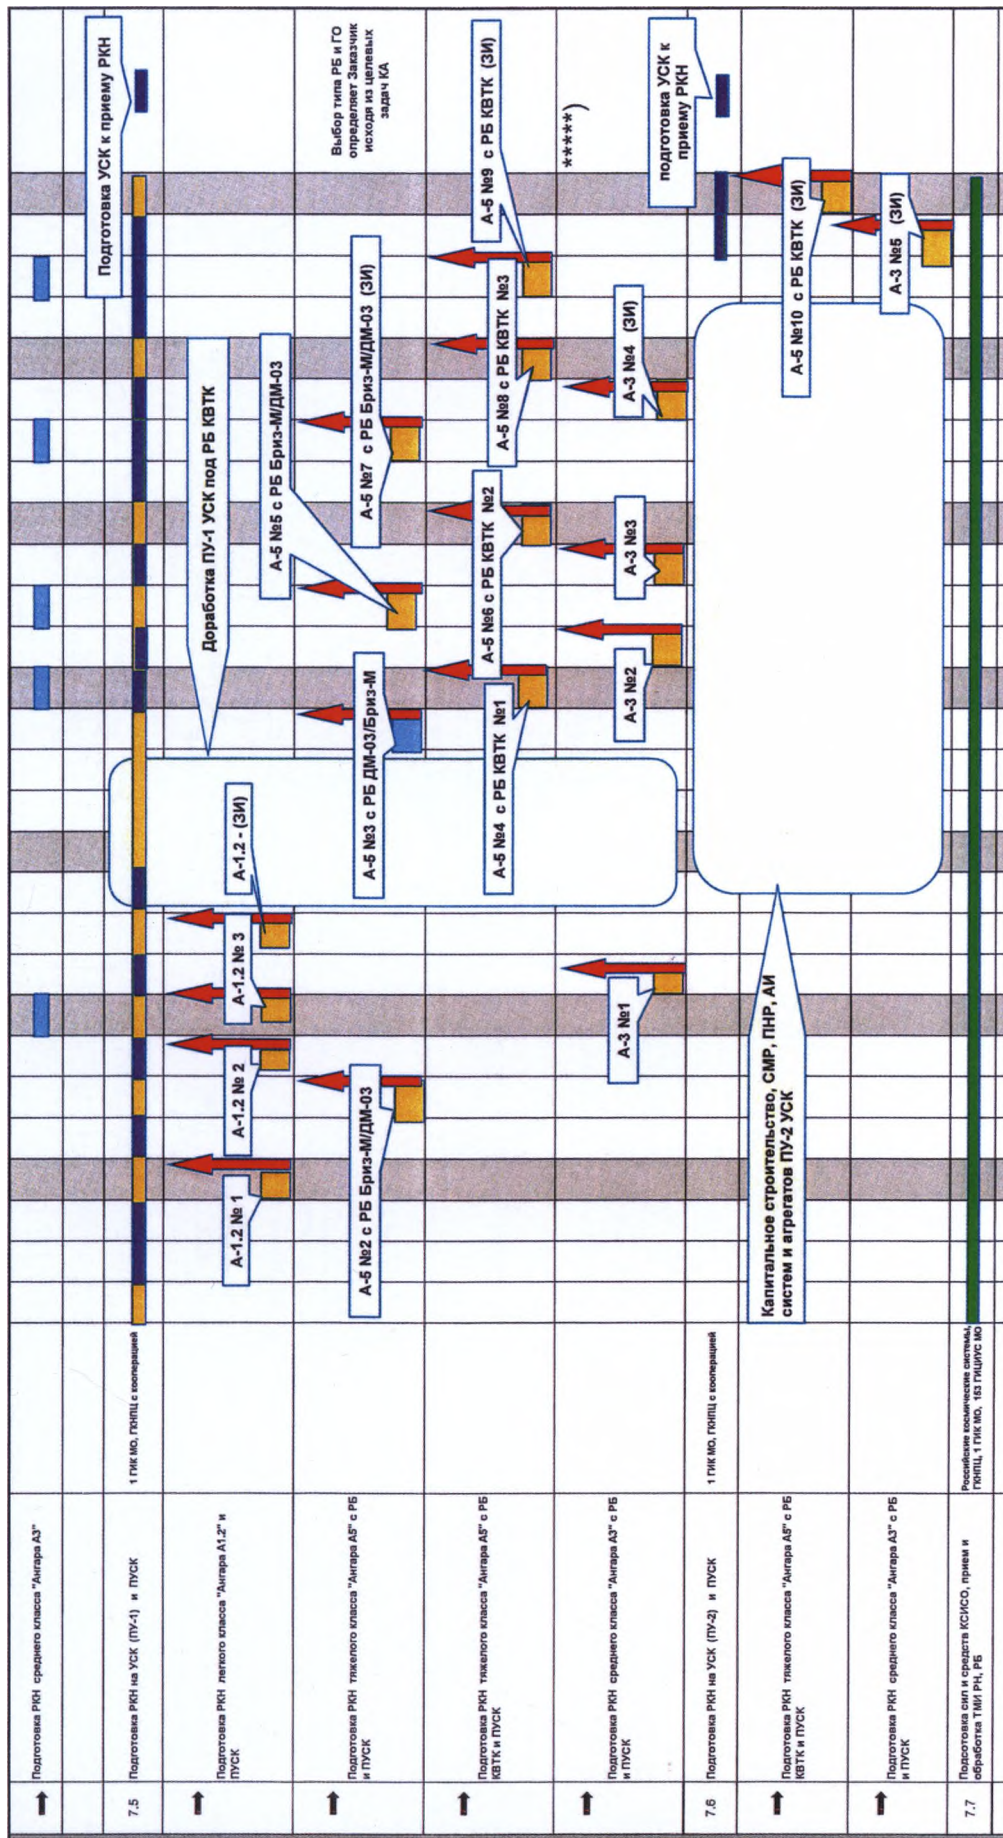 Подготовка РКН среднего класса "Ангара А3"
7.5
Подготовка РКН на УСК (ПУ-1) и ПУСК
1 ГИК МО, ГКНПЦ с кооперацией
Подготовка УСК к приему РКН
Подготовка РКН легкого класса "Ангара А1.2" и
ПУСК
А-1.2 № 1
А-1.2 № 2
А-1.2 № 3
А-1.2 - (ЗИ)
Доработка ПУ-1 УСК под РБ КВТК
Подготовка РКН тяжелого класса "Ангара А5" с РБ
и ПУСК
А-5 №2 с РБ Бриз-М/ДМ-03
А-5 №3 с РБ ДМ-03/Бриз-М
А-5 №5 с РБ Бриз-М/ДМ-03
А-5 №7 с РБ Бриз-М/ДМ-03 (ЗИ)
Выбор типа РБ и ГО
определяет Заказчик
исходя из целевых
задач КА
Подготовка РКН тяжелого класса "Ангара А5" с РБ
КВТК и ПУСК
А-5 №4 с РБ КВТК №1
А-5 №6 с РБ КВТК №2
А-5 №8 с РБ КВТК №3
А-5 №9 с РБ КВТК (ЗИ)
Подготовка РКН среднего класса "Ангара А3" с РБ
и ПУСК
А-3 №1
А-3 №2
А-3 №3
А-3 №4 (ЗИ)
*****)
7.6
Подготовка РКН на УСК (ПУ-2) и ПУСК
1 ГИК МО, ГКНПЦ с кооперацией
подготовка УСК к
приему РКН
Подготовка РКН тяжелого класса "Ангара А5" с РБ
КВТК и ПУСК
Капитальное строительство, СМР, ПНР, АИ
систем и агрегатов ПУ-2 УСК
А-5 №10 с РБ КВТК (ЗИ)
Подготовка РКН среднего класса "Ангара А3" с РБ
и ПУСК
А-3 №5 (ЗИ)
7.7
Подсотовка сил и средств КСИСО, прием и
обработка ТМИ РН, РБ
Российские космические системы,
ГКНПЦ, 1 ГИК МО, 153 ГИЦИУС МО